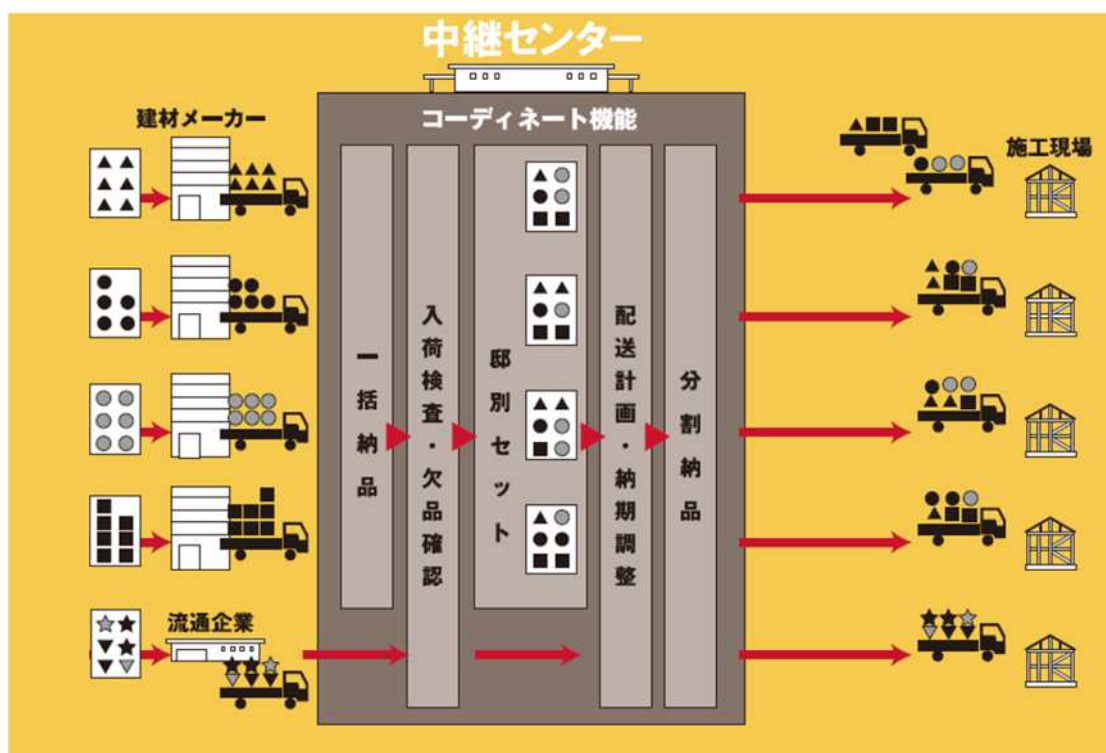 中継センター
コーディネート機能
建材メーカー
施工現場
一括納品
入荷検査・欠品確認
邸別セット
配送計画・納期調整
分割納品
流通企業